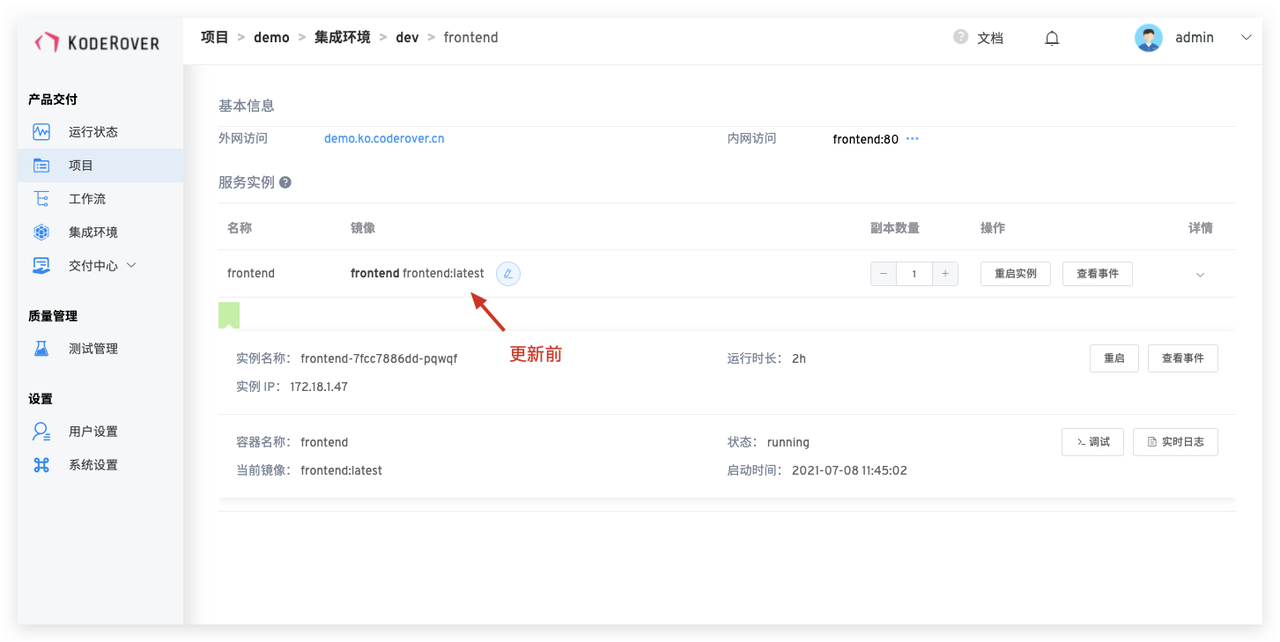 KODEROVER
项目 > demo > 集成环境 > dev > frontend
? 文档
admin
产品交付
运行状态
项目
工作流
集成环境
交付中心
质量管理
测试管理
设置
用户设置
系统设置
基本信息
外网访问 demo.ko.coderover.cn 内网访问 frontend:80 ···
服务实例 ?
名称 镜像 副本数量 操作 详情
frontend frontend frontend:latest − 1 + 重启实例 查看事件
更新前
实例名称： frontend-7fcc7886dd-pqwqf 运行时长： 2h 重启 查看事件
实例 IP： 172.18.1.47
容器名称： frontend 状态： running >_ 调试 实时日志
当前镜像： frontend:latest 启动时间： 2021-07-08 11:45:02